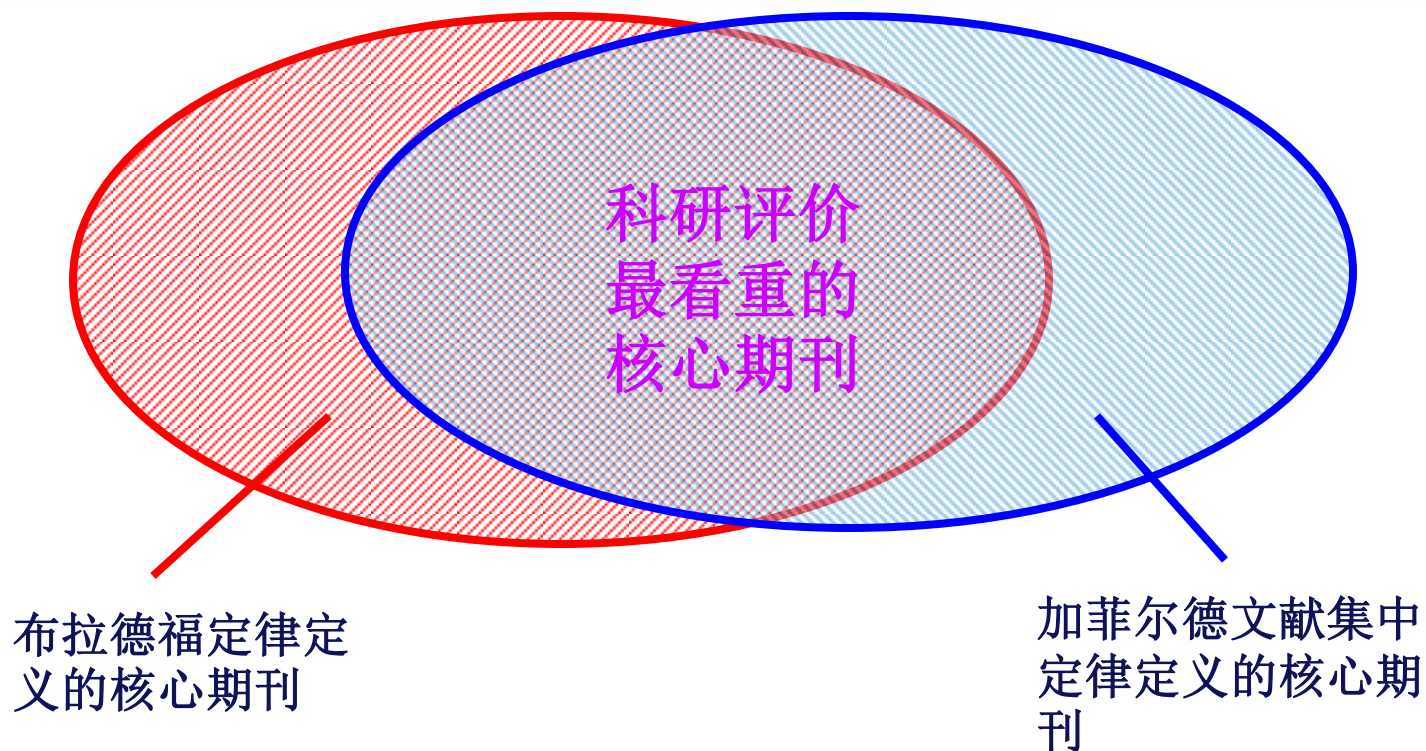 科研评价
最看重的
核心期刊
布拉德福定律定
义的核心期刊
加菲尔德文献集中
定律定义的核心期
刊